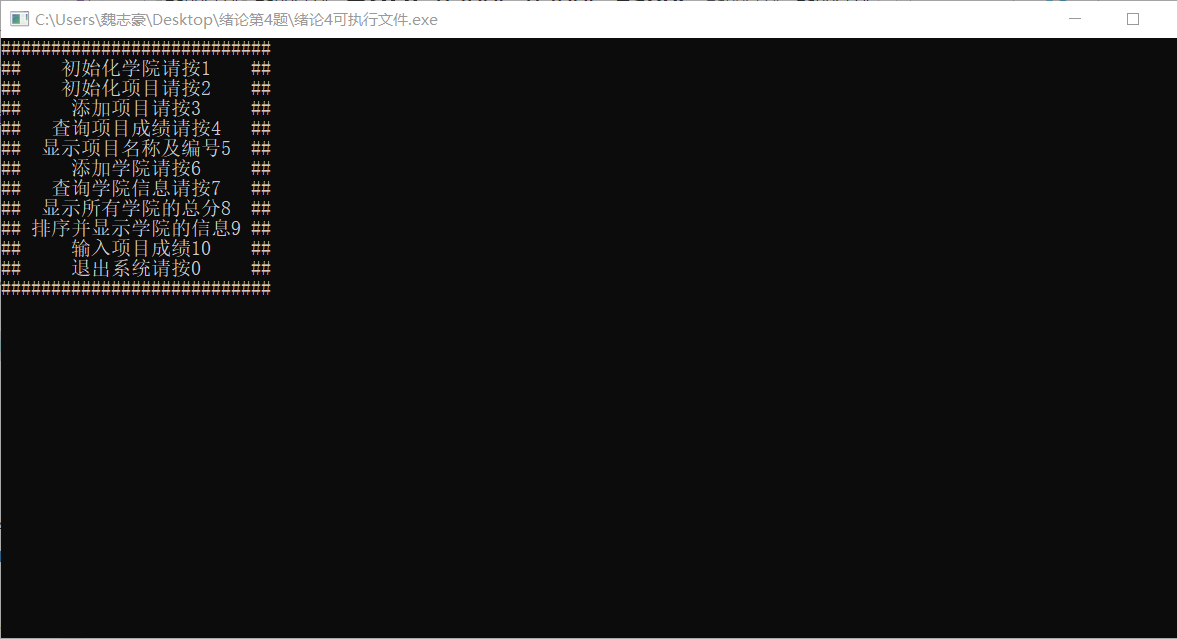 C:\Users\魏志豪\Desktop\绪论第4题\绪论4可执行文件.exe
###########################
##    初始化学院请按1    ##
##    初始化项目请按2    ##
##     添加项目请按3     ##
##   查询项目成绩请按4   ##
##  显示项目名称及编号5  ##
##     添加学院请按6     ##
##   查询学院信息请按7   ##
##  显示所有学院的总分8  ##
## 排序并显示学院的信息9 ##
##     输入项目成绩10    ##
##     退出系统请按0     ##
###########################